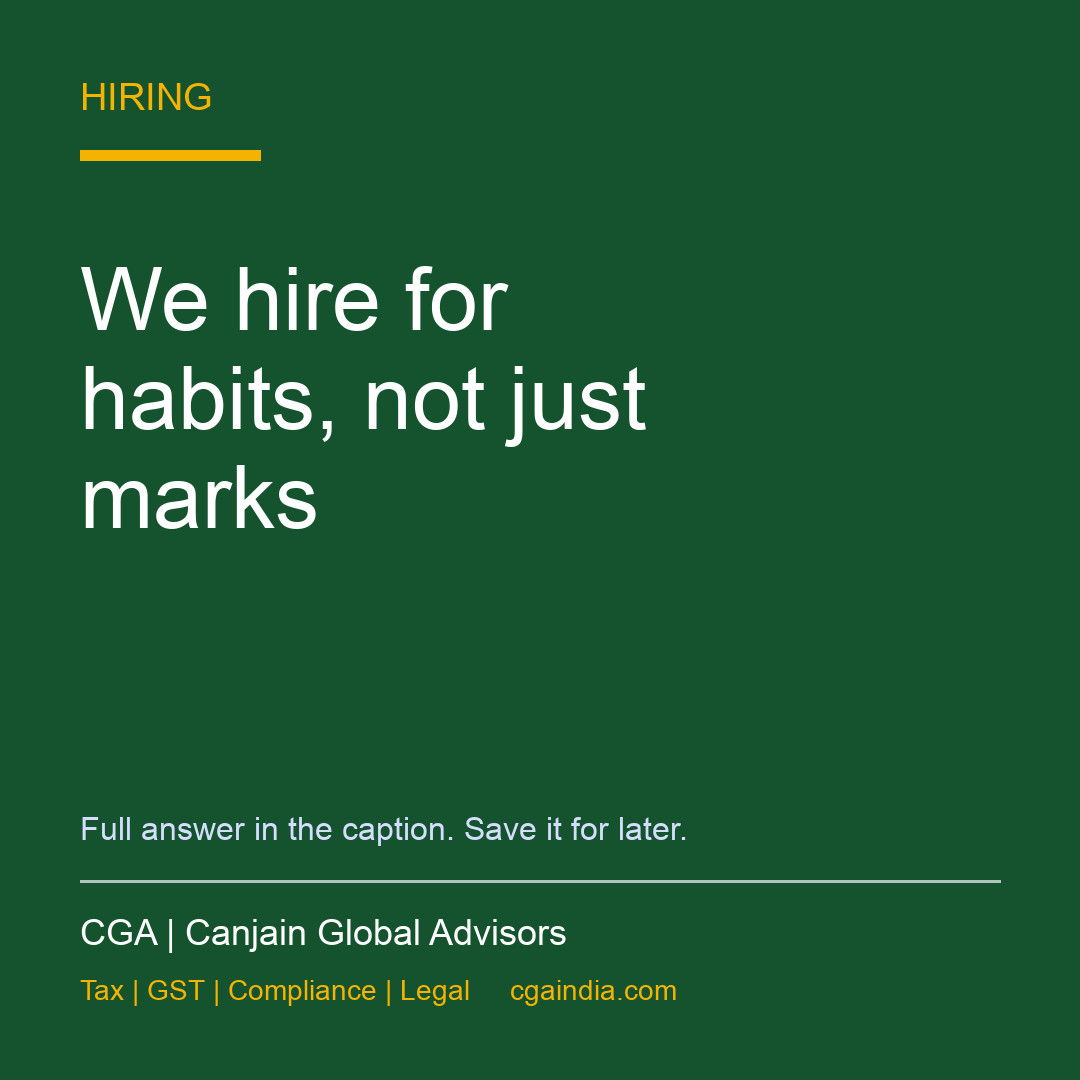 HIRING
We hire for
habits, not just
marks
Full answer in the caption. Save it for later.
CGA | Canjain Global Advisors
Tax | GST | Compliance | Legal cgaindia.com